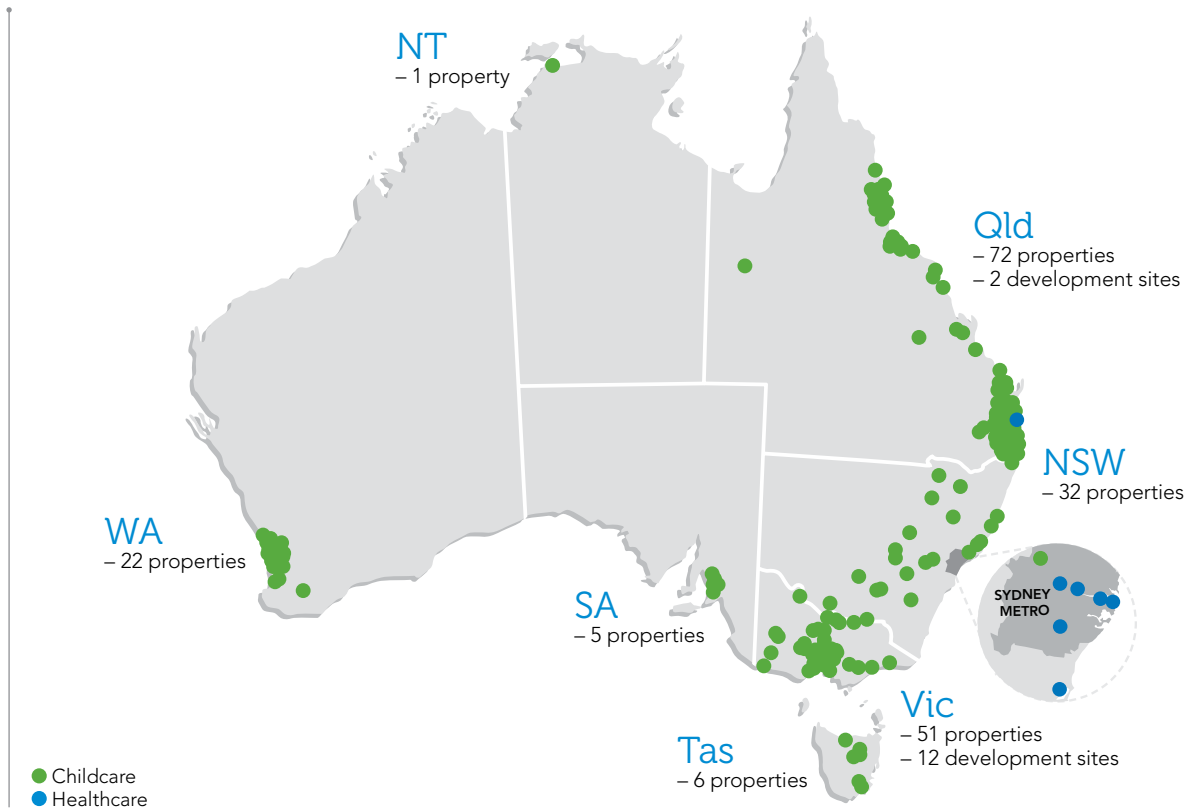 NT
– 1 property
Qld
– 72 properties
– 2 development sites
NSW
– 32 properties
WA
– 22 properties
SA
– 5 properties
SYDNEY
METRO
Vic
– 51 properties
– 12 development sites
Tas
– 6 properties
Childcare
Healthcare